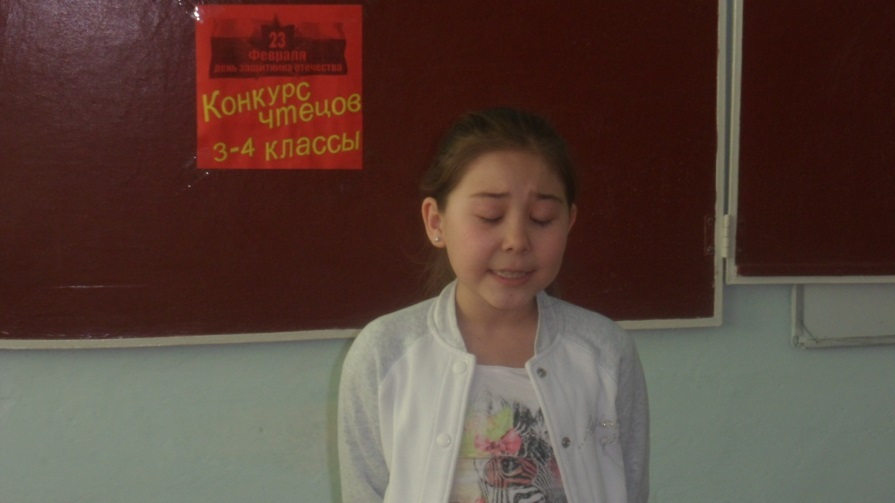 23
Февраля
день защитника отечества
Конкурс
чтецов
3-4 классы